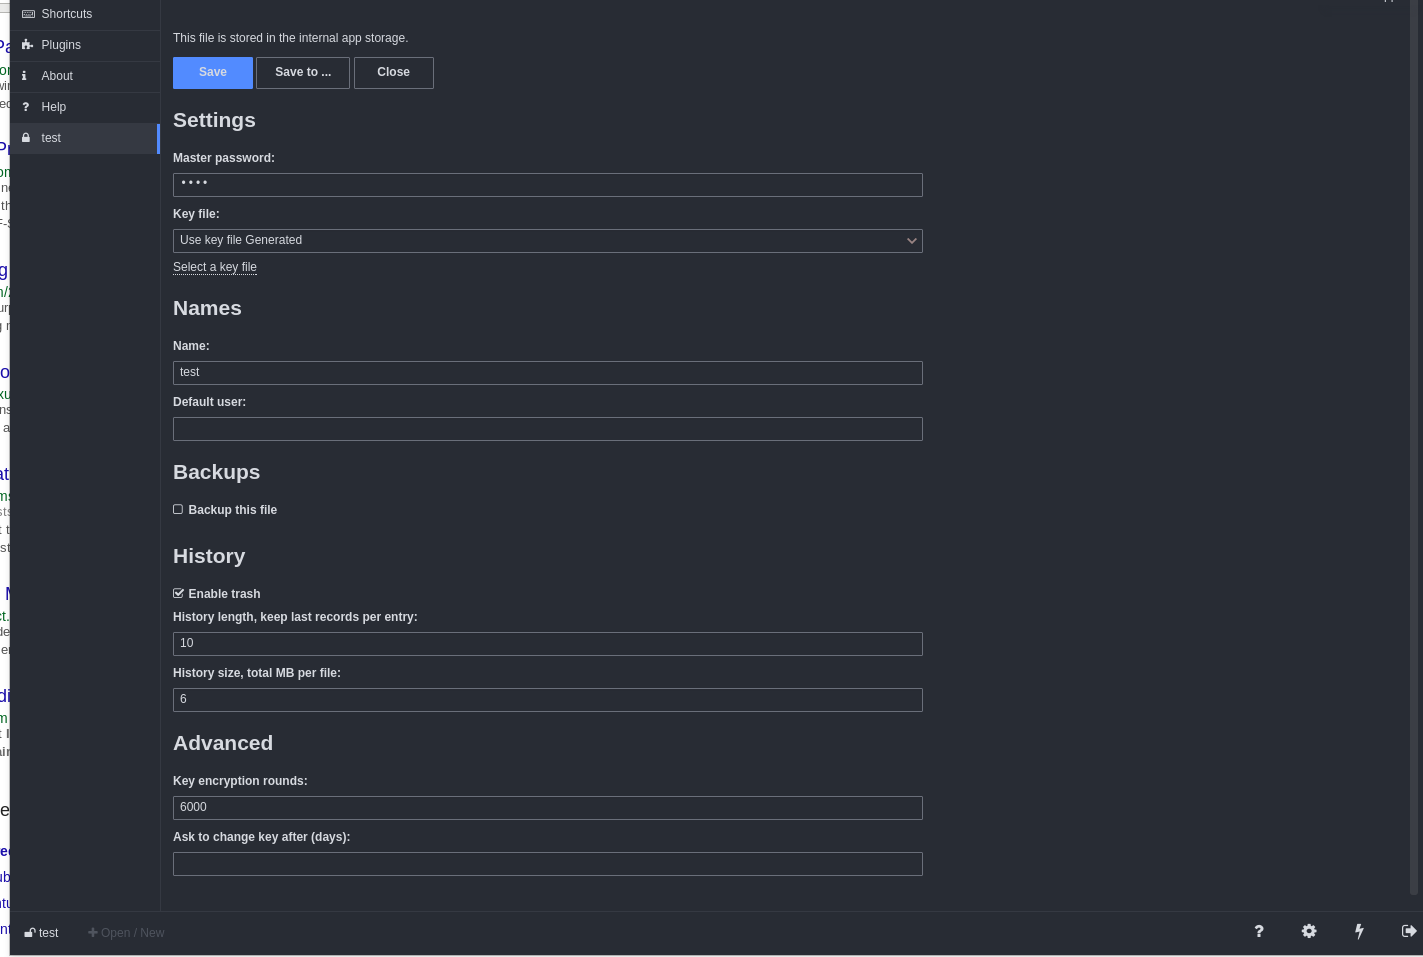 Shortcuts
Plugins
About
Help
test
This file is stored in the internal app storage.
Save
Save to ...
Close
Settings
Master password:
••••
Key file:
Use key file Generated
Select a key file
Names
Name:
test
Default user:
Backups
Backup this file
History
Enable trash
History length, keep last records per entry:
10
History size, total MB per file:
6
Advanced
Key encryption rounds:
6000
Ask to change key after (days):
test
Open / New